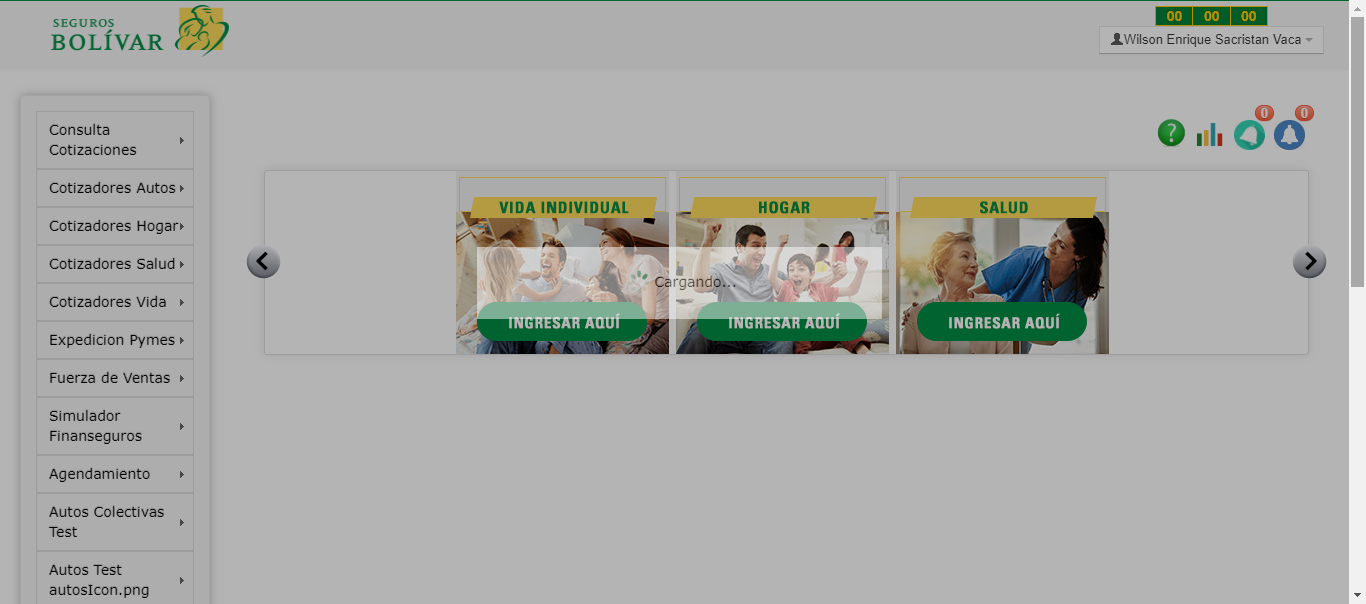 SEGUROS
BOLÍVAR
00 00 00
Wilson Enrique Sacristan Vaca
Consulta
Cotizaciones
Cotizadores Autos
Cotizadores Hogar
Cotizadores Salud
Cotizadores Vida
Expedicion Pymes
Fuerza de Ventas
Simulador
Finanseguros
Agendamiento
Autos Colectivas
Test
Autos Test
autosIcon.png
?
0 0
VIDA INDIVIDUAL
HOGAR
SALUD
Cargando...
INGRESAR AQUÍ
INGRESAR AQUÍ
INGRESAR AQUÍ